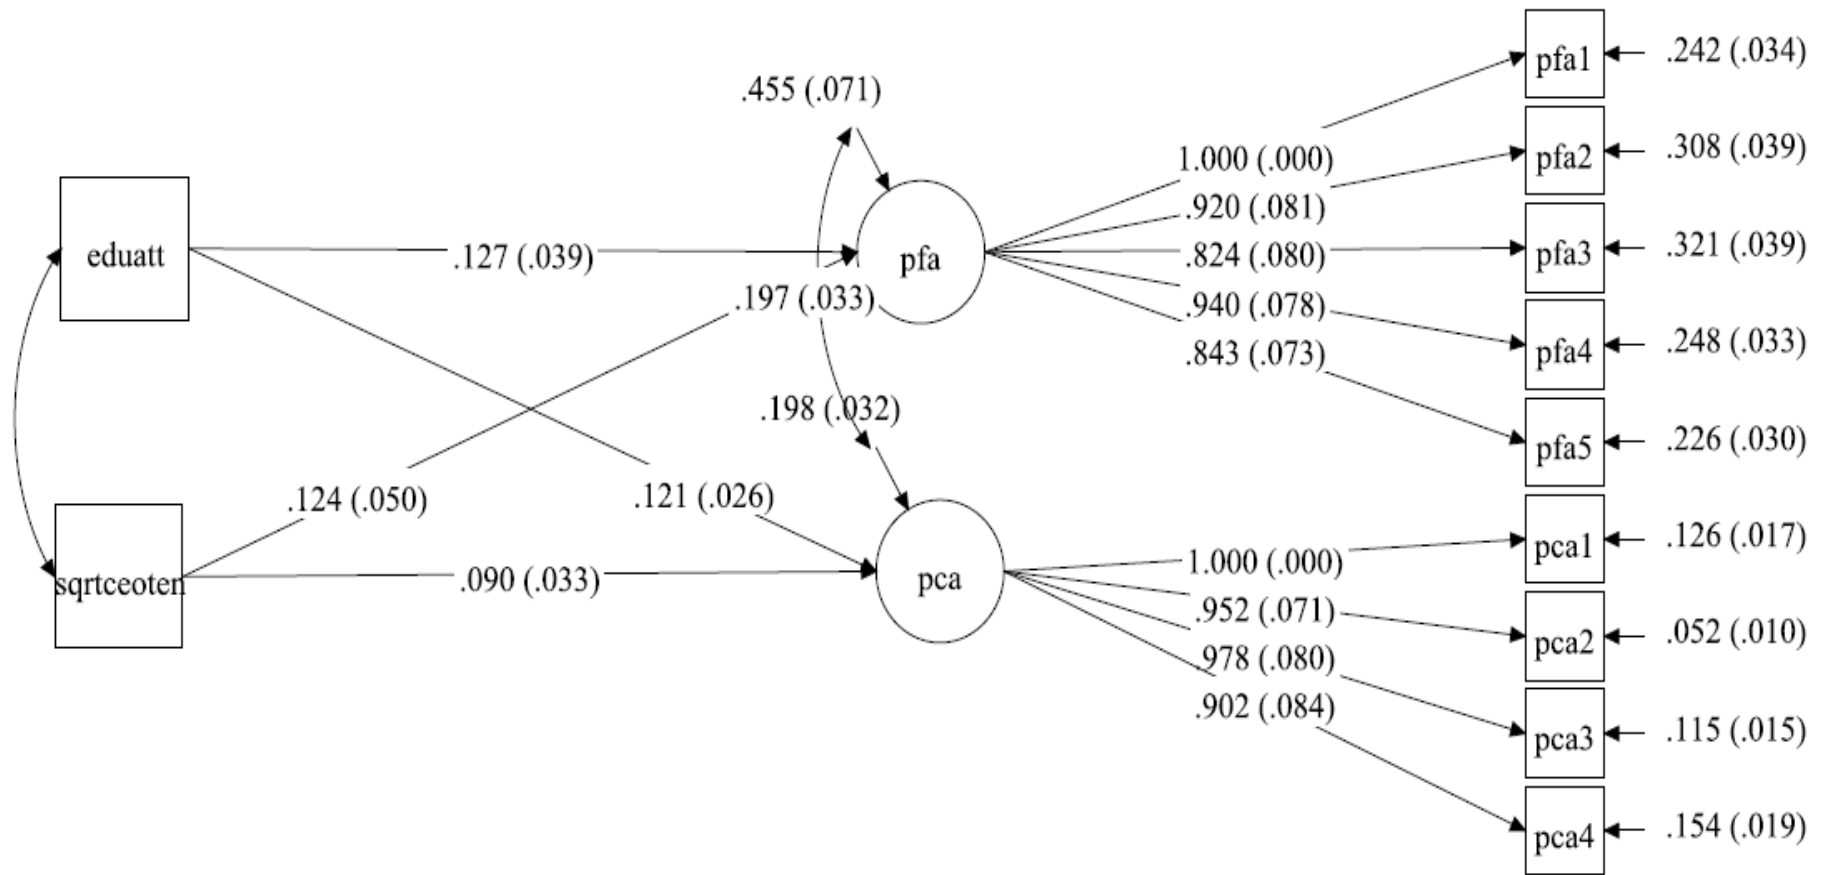 pfa1
.242 (.034)
.455 (.071)
pfa2
.308 (.039)
1.000 (.000)
.920 (.081)
eduatt
.127 (.039)
pfa
.824 (.080)
pfa3
.321 (.039)
.197 (.033)
.940 (.078)
pfa4
.248 (.033)
.843 (.073)
.198 (.032)
pfa5
.226 (.030)
.124 (.050)
.121 (.026)
sqrtceoten
.090 (.033)
pca
1.000 (.000)
pca1
.126 (.017)
.952 (.071)
pca2
.052 (.010)
.978 (.080)
.902 (.084)
pca3
.115 (.015)
pca4
.154 (.019)